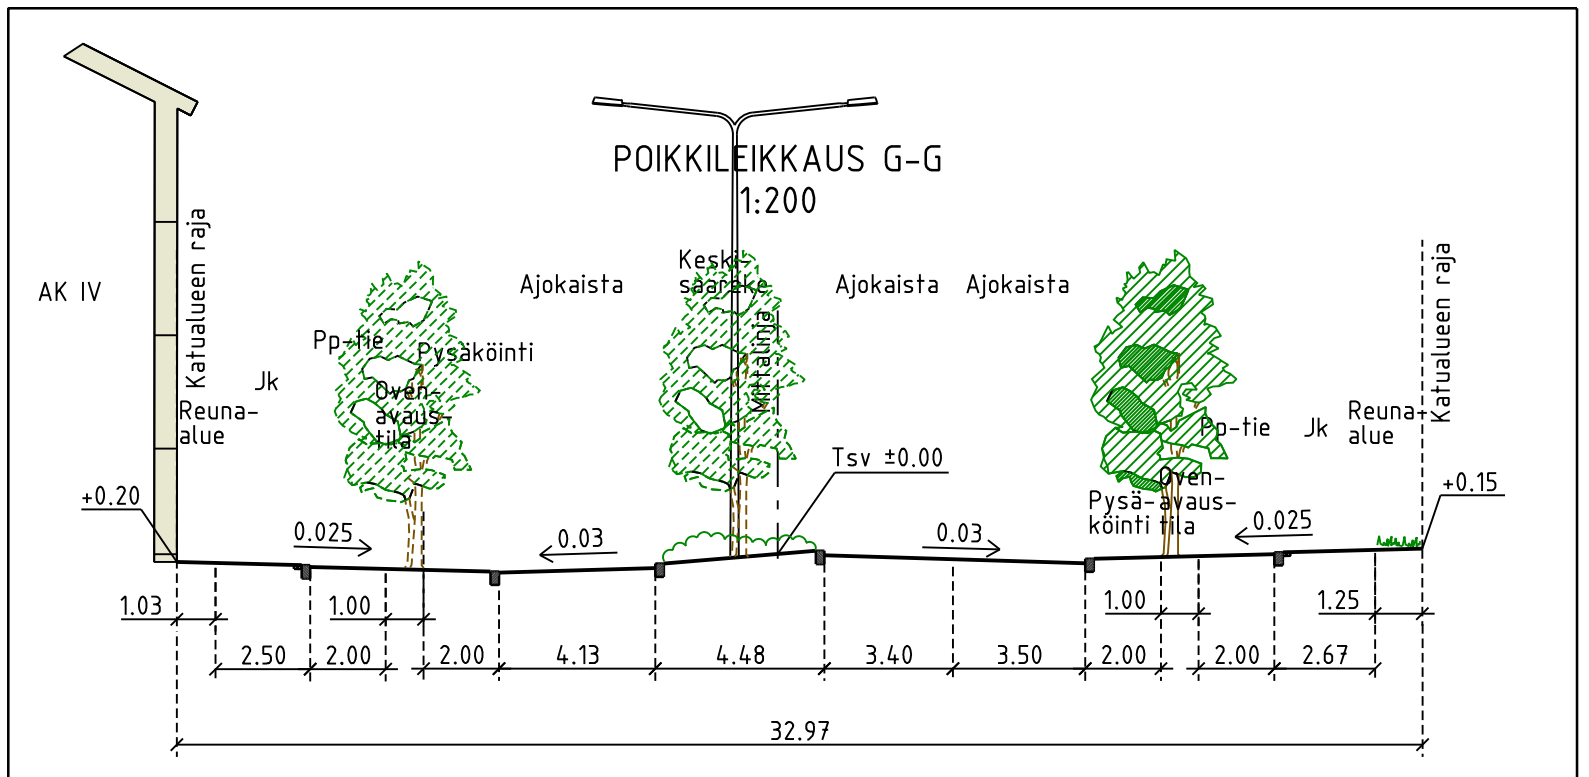 POIKKILEIKKAUS G-G
1:200
AK IV
Katualueen raja
Reuna-
alue
Jk
Pp-tie
Oven-
avaus-
tila
Pysäköinti
Ajokaista
Keski-
saareke
Mittalinja
Ajokaista
Ajokaista
Pysä-
köinti
Oven-
avaus-
tila
Pp-tie
Jk
Reuna-
alue
Katualueen raja
+0.20
0.025
0.03
Tsv ±0.00
0.03
0.025
+0.15
1.03
1.00
1.00
1.25
2.50
2.00
2.00
4.13
4.48
3.40
3.50
2.00
2.00
2.67
32.97